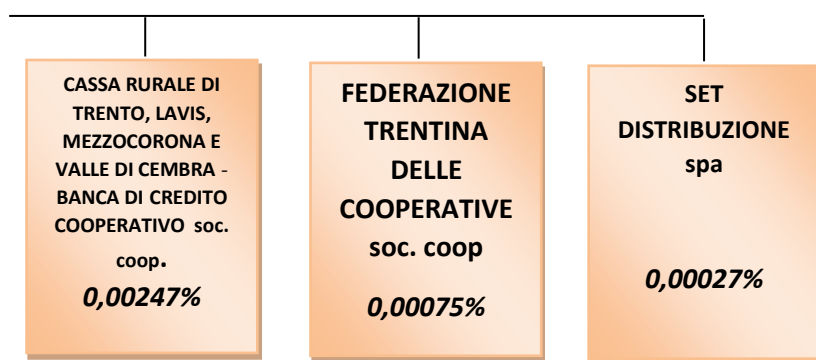 CASSA RURALE DI
TRENTO, LAVIS,
MEZZOCORONA E
VALLE DI CEMBRA -
BANCA DI CREDITO
COOPERATIVO soc.
coop.
0,00247%
FEDERAZIONE
TRENTINA
DELLE
COOPERATIVE
soc. coop
0,00075%
SET
DISTRIBUZIONE
spa
0,00027%